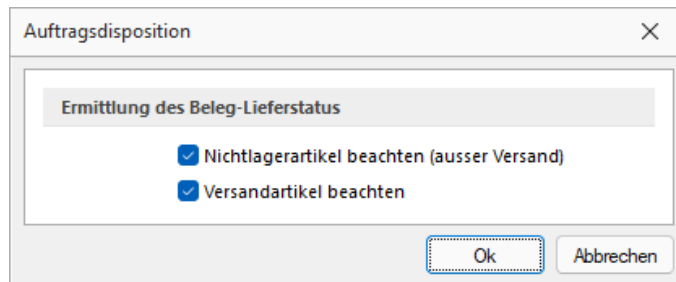 Auftragsdisposition
Ermittlung des Beleg-Lieferstatus
Nichtlagerartikel beachten (ausser Versand)
Versandartikel beachten
Ok Abbrechen